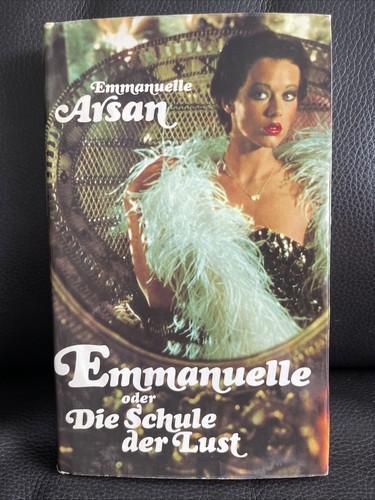 Emmanuelle
Arsan
Emmanuelle
oder
Die Schule
der Lust